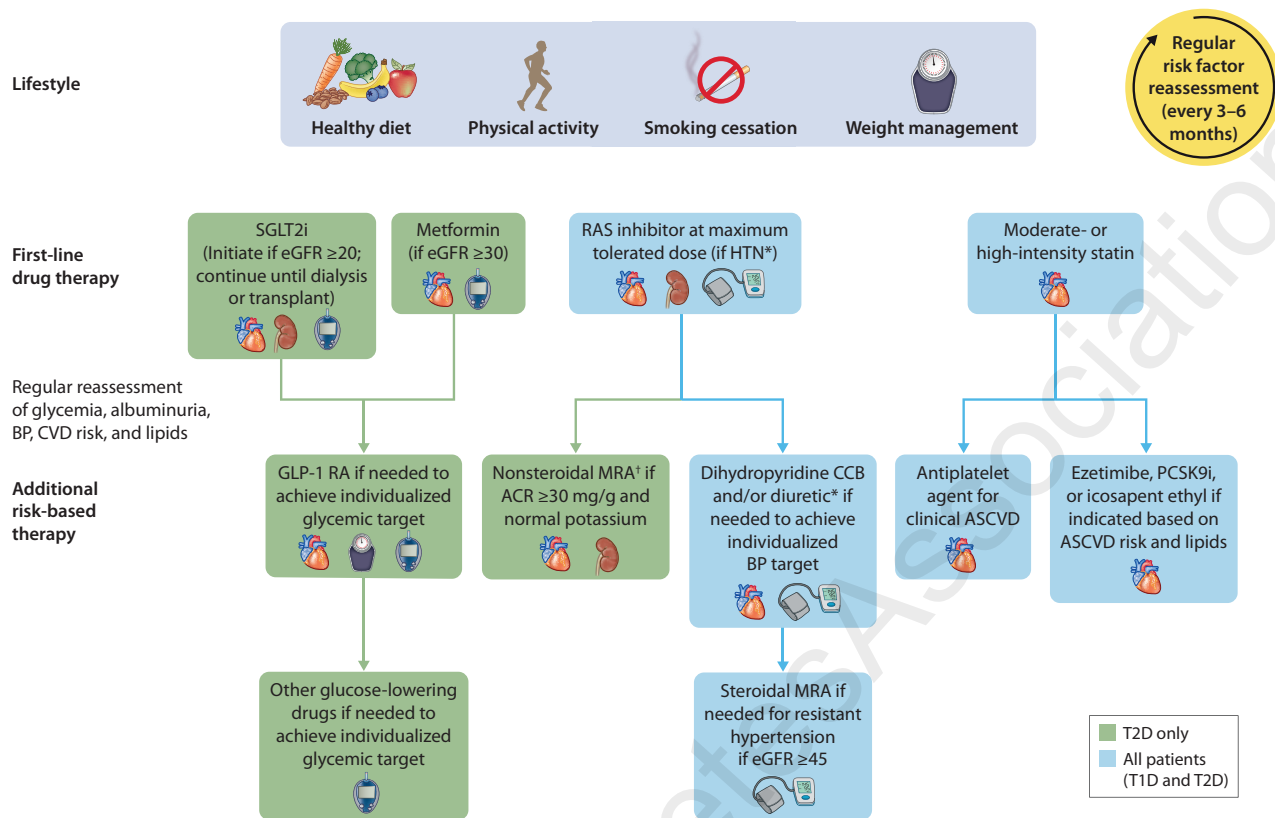 Lifestyle
Healthy diet
Physical activity
Smoking cessation
Weight management
Regular
risk factor
reassessment
(every 3–6
months)
First-line
drug therapy
SGLT2i
(Initiate if eGFR ≥20;
continue until dialysis
or transplant)
Metformin
(if eGFR ≥30)
RAS inhibitor at maximum
tolerated dose (if HTN*)
Moderate- or
high-intensity statin
Regular reassessment
of glycemia, albuminuria,
BP, CVD risk, and lipids
Additional
risk-based
therapy
GLP-1 RA if needed to
achieve individualized
glycemic target
Nonsteroidal MRA† if
ACR ≥30 mg/g and
normal potassium
Dihydropyridine CCB
and/or diuretic* if
needed to achieve
individualized
BP target
Antiplatelet
agent for
clinical ASCVD
Ezetimibe, PCSK9i,
or icosapent ethyl if
indicated based on
ASCVD risk and lipids
Other glucose-lowering
drugs if needed to
achieve individualized
glycemic target
Steroidal MRA if
needed for resistant
hypertension
if eGFR ≥45
T2D only
All patients
(T1D and T2D)
etesAssociation